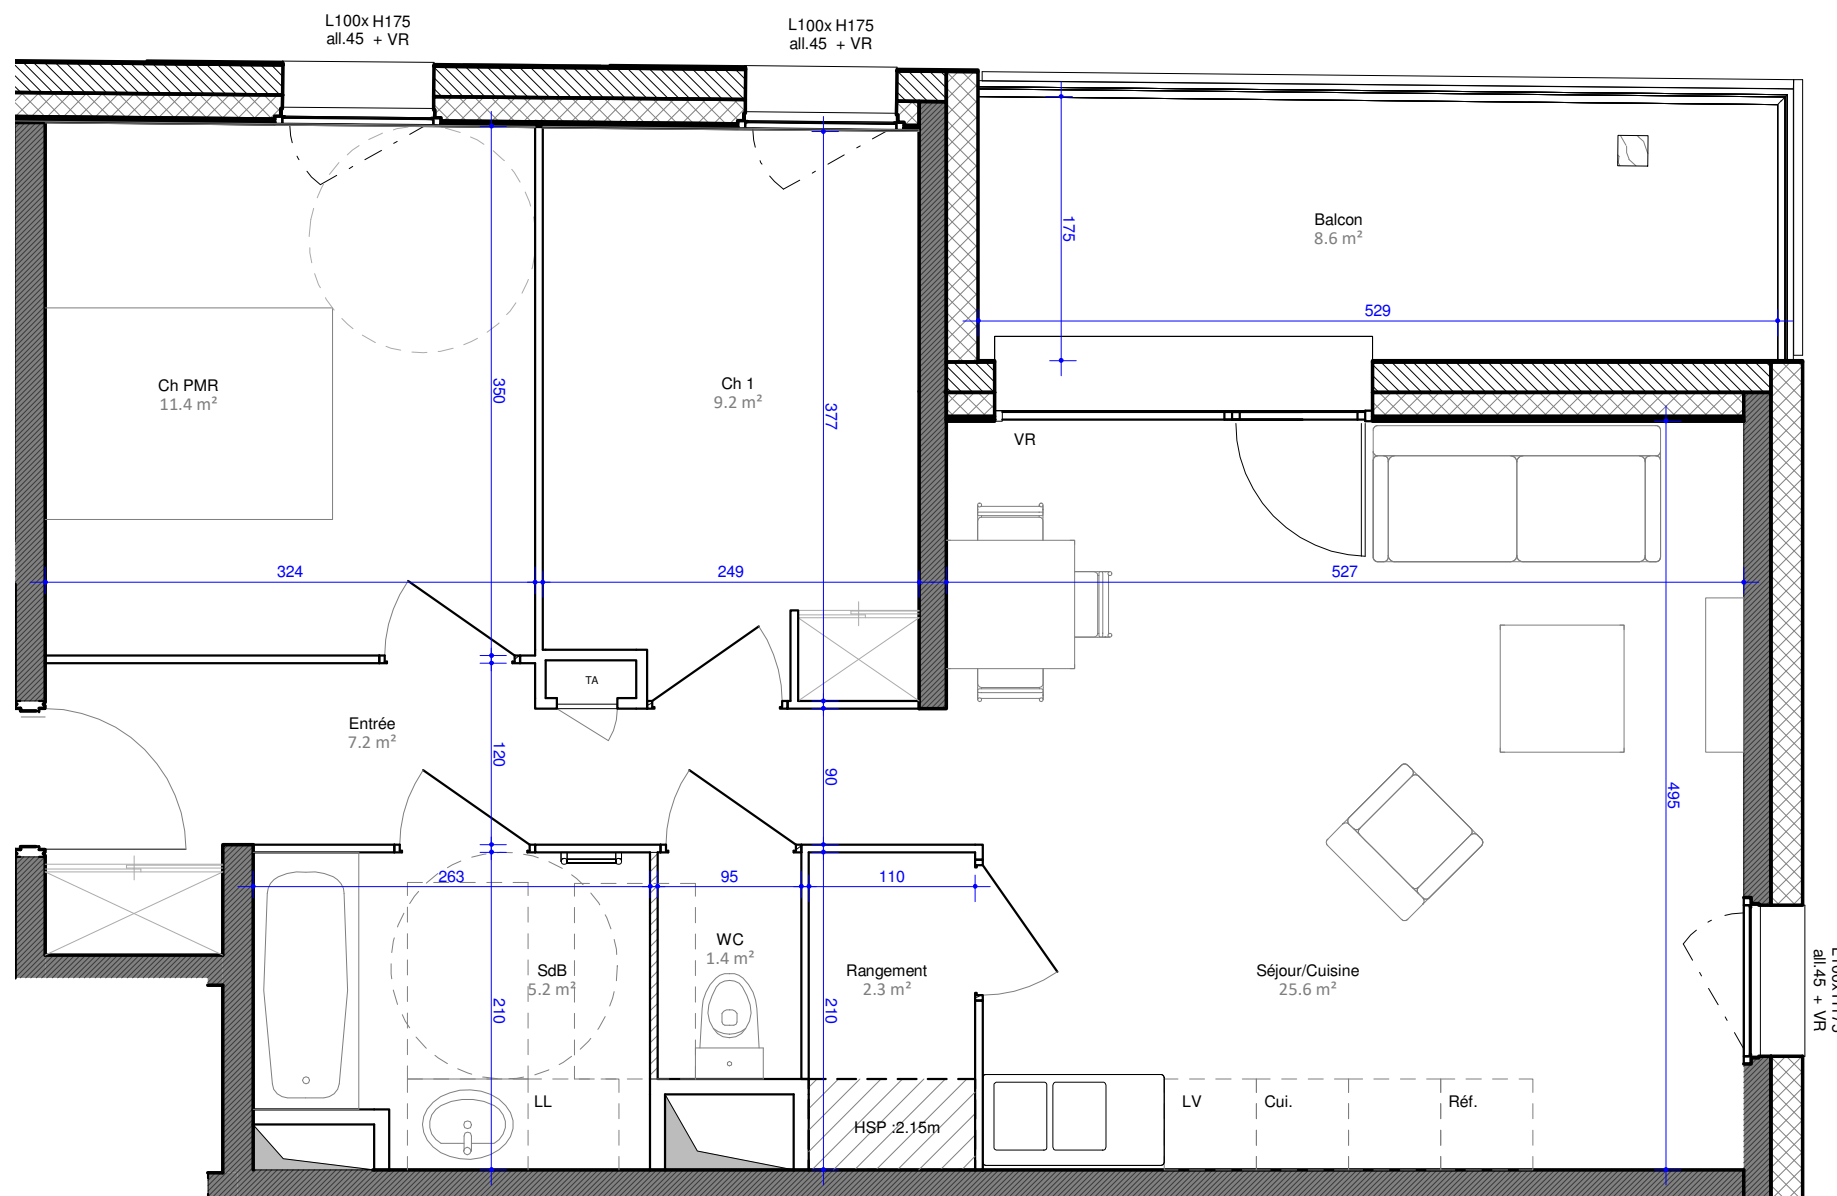 L100x H175
all.45 + VR
L100x H175
all.45 + VR
Balcon
8.6 m²
175
529
Ch PMR
11.4 m²
350
Ch 1
9.2 m²
377
VR
324
249
527
TA
Entrée
7.2 m²
120
90
495
263
95
110
WC
1.4 m²
SdB
5.2 m²
210
Rangement
2.3 m²
210
Séjour/Cuisine
25.6 m²
L100x H175
all.45 + VR
LL
HSP :2.15m
LV
Cui.
Réf.